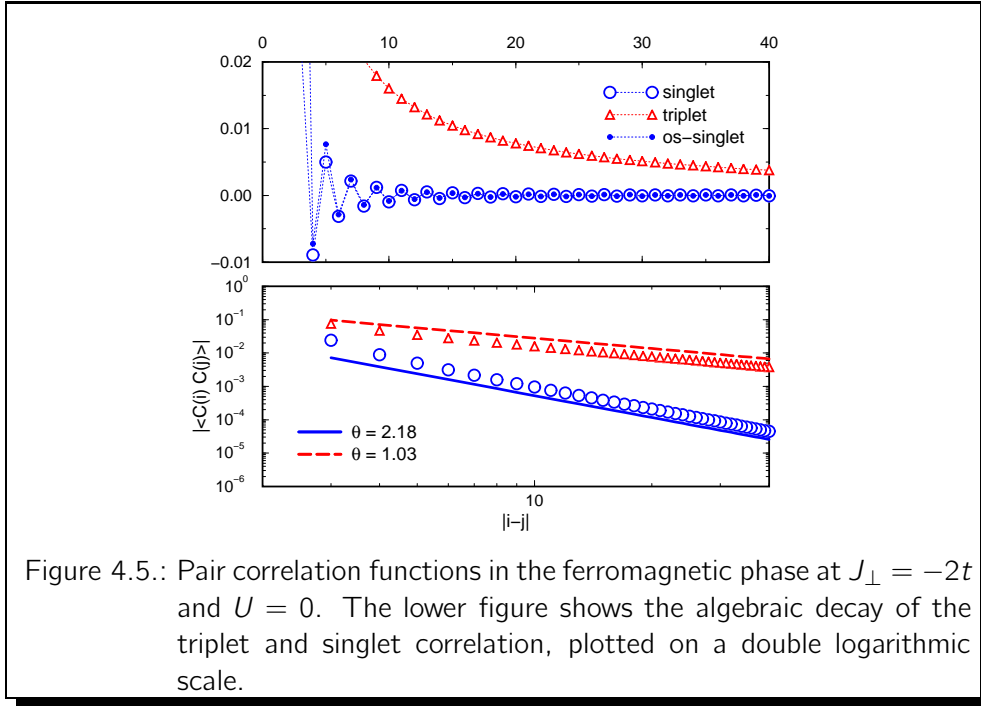 0 10 20 30 40
0.02
0.01
0.00
−0.01
singlet
triplet
os−singlet
10^0
10^-1
10^-2
10^-3
10^-4
10^-5
10^-6
|<C(i) C(j)>|
θ = 2.18
θ = 1.03
10
|i−j|
Figure 4.5.: Pair correlation functions in the ferromagnetic phase at J⊥ = −2t
and U = 0. The lower figure shows the algebraic decay of the
triplet and singlet correlation, plotted on a double logarithmic
scale.